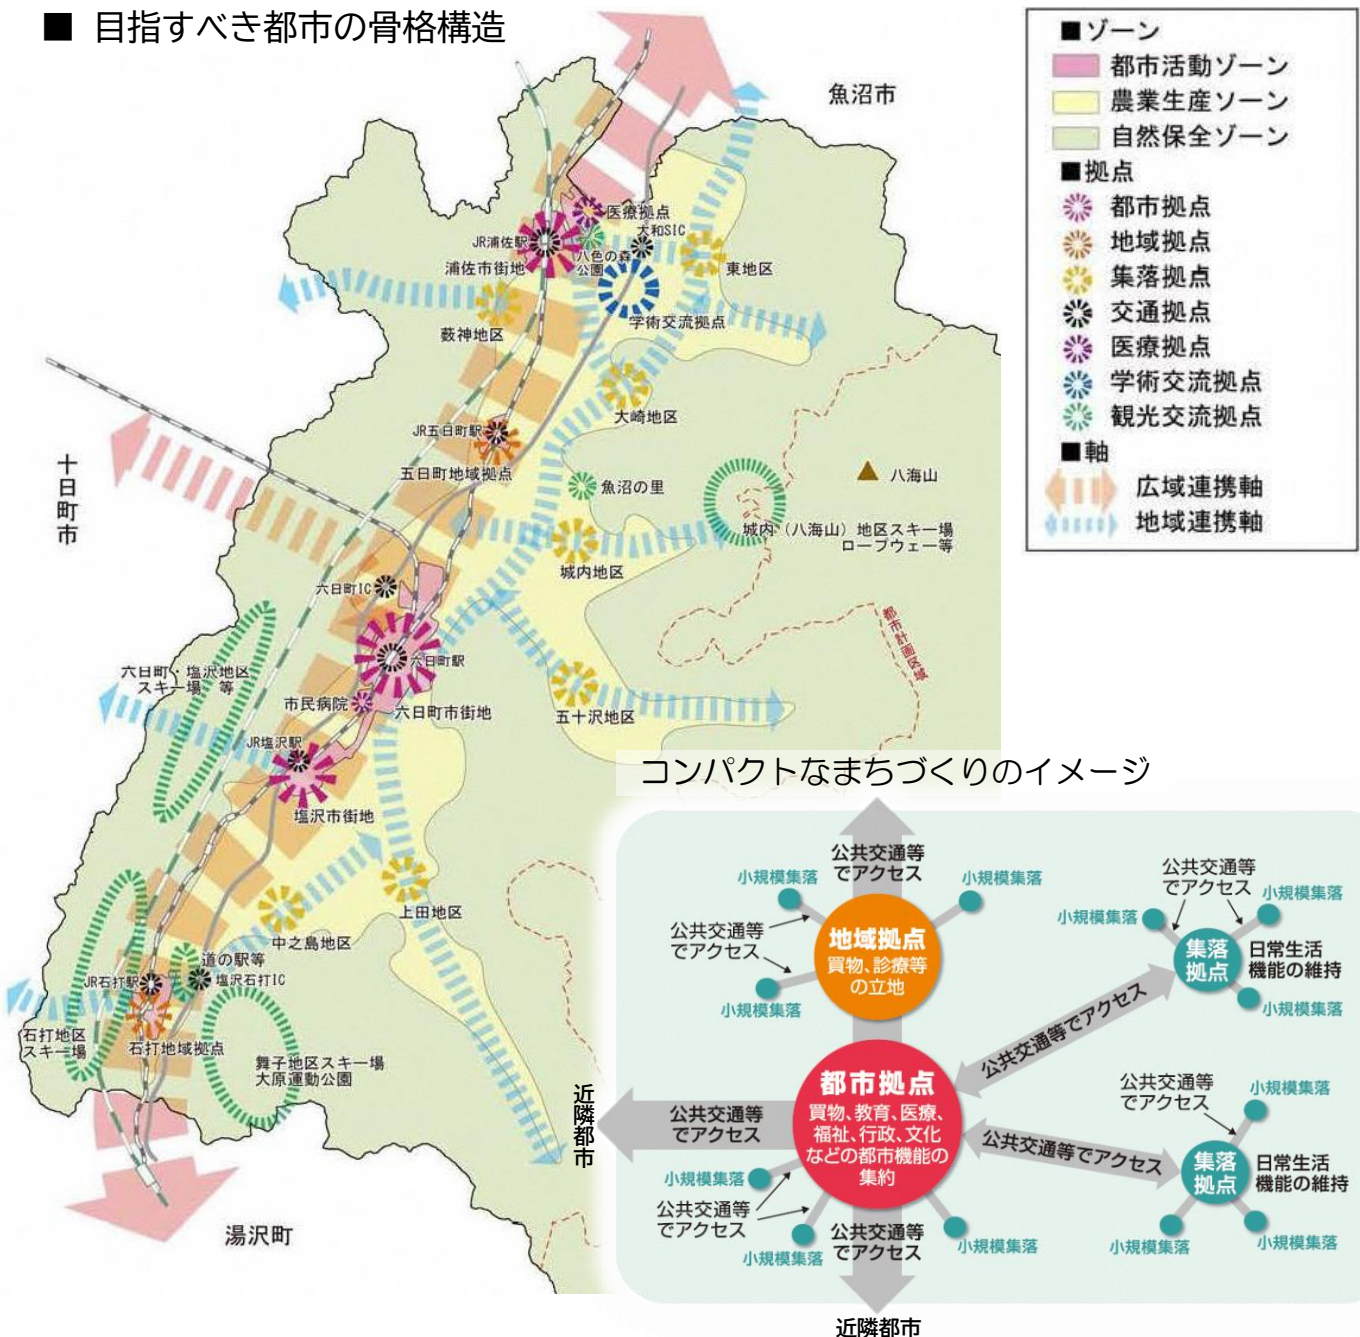 ■ 目指すべき都市の骨格構造
■ゾーン
都市活動ゾーン
農業生産ゾーン
自然保全ゾーン
■拠点
都市拠点
地域拠点
集落拠点
交通拠点
医療拠点
学術交流拠点
観光交流拠点
■軸
広域連携軸
地域連携軸
魚沼市
医療拠点
大和SIC
JR浦佐駅
八色の森
公園
浦佐市街地
東地区
学術交流拠点
薮神地区
大崎地区
JR五日町駅
五日町地域拠点
魚沼の里
八海山
十日町市
城内（八海山）地区スキー場
ロープウェー等
城内地区
六日町IC
都市計画区域
六日町駅
六日町・塩沢地区
スキー場 等
市民病院
六日町市街地
五十沢地区
JR塩沢駅
塩沢市街地
上田地区
中之島地区
道の駅等
JR石打駅
塩沢石打IC
石打地区
スキー場
石打地域拠点
舞子地区スキー場
大原運動公園
湯沢町
コンパクトなまちづくりのイメージ
公共交通等
でアクセス
小規模集落
小規模集落
公共交通等
でアクセス
地域拠点
買物、診療等
の立地
小規模集落
公共交通等
でアクセス
小規模集落
小規模集落
集落
拠点
日常生活
機能の維持
小規模集落
公共交通等でアクセス
都市拠点
買物、教育、医療、
福祉、行政、文化
などの都市機能の
集約
近隣都市
公共交通等
でアクセス
公共交通等でアクセス
公共交通等
でアクセス
小規模集落
集落
拠点
日常生活
機能の維持
小規模集落
小規模集落
小規模集落
公共交通等
でアクセス
小規模集落
公共交通等
でアクセス
小規模集落
近隣都市